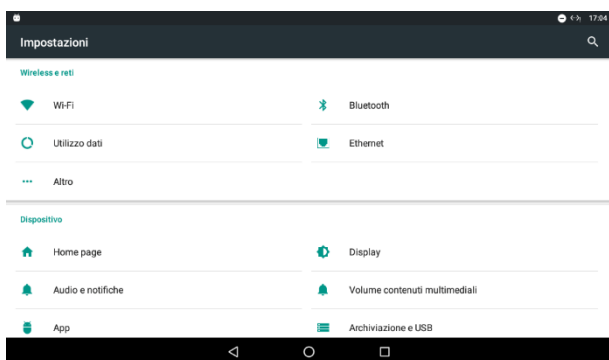 17:04
Impostazioni
Wireless e reti
Wi-Fi
Bluetooth
Utilizzo dati
Ethernet
Altro
Dispositivo
Home page
Display
Audio e notifiche
Volume contenuti multimediali
App
Archiviazione e USB